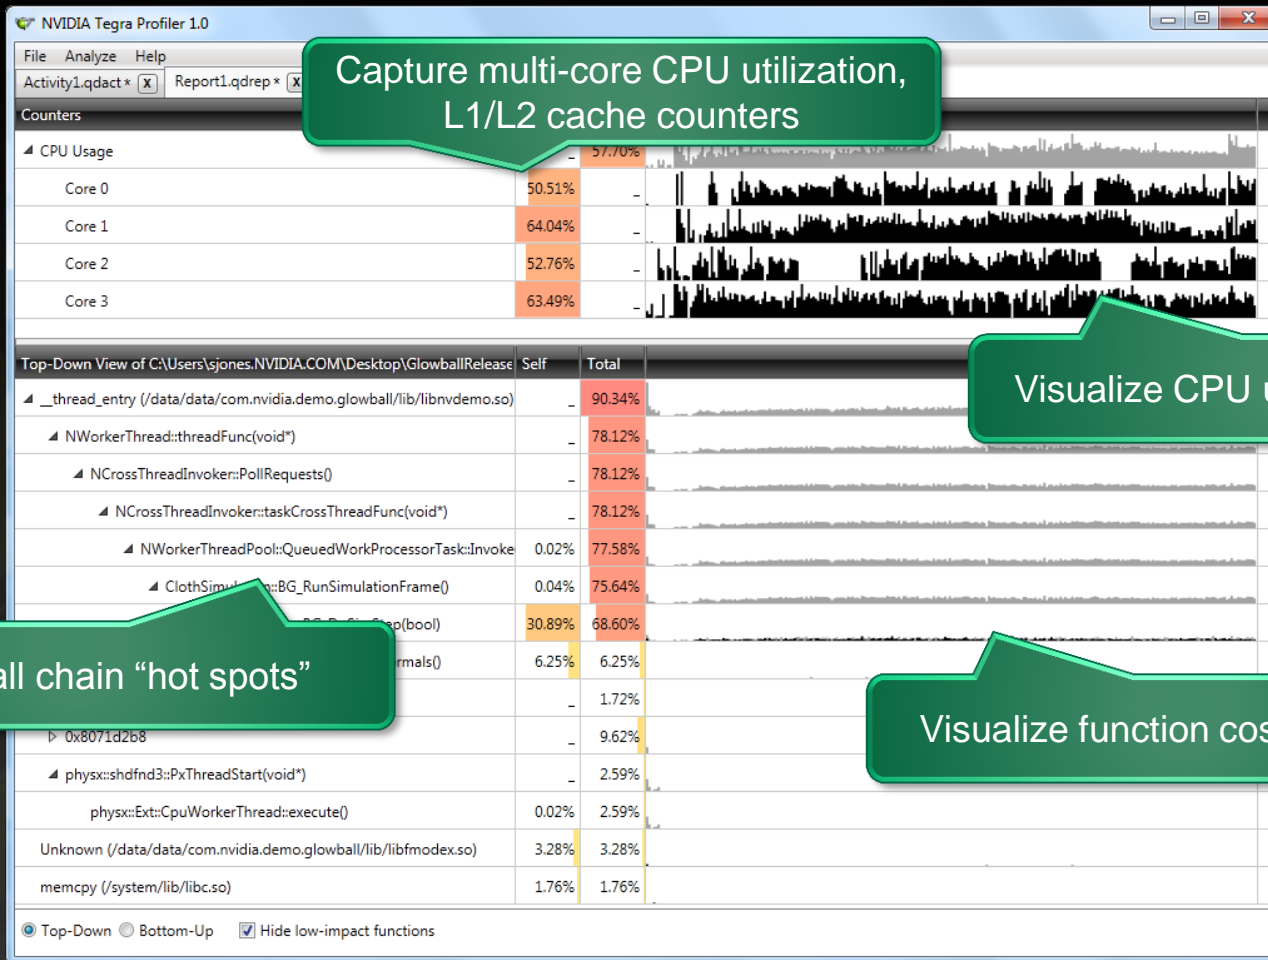 NVIDIA Tegra Profiler 1.0
File Analyze Help
Activity1.qdact * X Report1.qdrep * X
Capture multi-core CPU utilization,
L1/L2 cache counters
Counters
CPU Usage - 57.70%
Core 0 50.51% -
Core 1 64.04% -
Core 2 52.76% -
Core 3 63.49% -
Visualize CPU
Top-Down View of C:\Users\sjones.NVIDIA.COM\Desktop\GlowballRelease Self Total
__thread_entry (/data/data/com.nvidia.demo.glowball/lib/libnvdemo.so) - 90.34%
NWorkerThread::threadFunc(void*) - 78.12%
NCrossThreadInvoker::PollRequests() - 78.12%
NCrossThreadInvoker::taskCrossThreadFunc(void*) - 78.12%
NWorkerThreadPool::QueuedWorkProcessorTask::Invoke 0.02% 77.58%
::BG_RunSimulationFrame() 0.04% 75.64%
(bool) 30.89% 68.60%
rmals() 6.25% 6.25%
all chain “hot spots”
- 1.72%
Visualize function cos
0x8071d2b8 - 9.62%
physx::shdfnd3::PxThreadStart(void*) - 2.59%
physx::Ext::CpuWorkerThread::execute() 0.02% 2.59%
Unknown (/data/data/com.nvidia.demo.glowball/lib/libfmodex.so) 3.28% 3.28%
memcpy (/system/lib/libc.so) 1.76% 1.76%
Top-Down Bottom-Up Hide low-impact functions